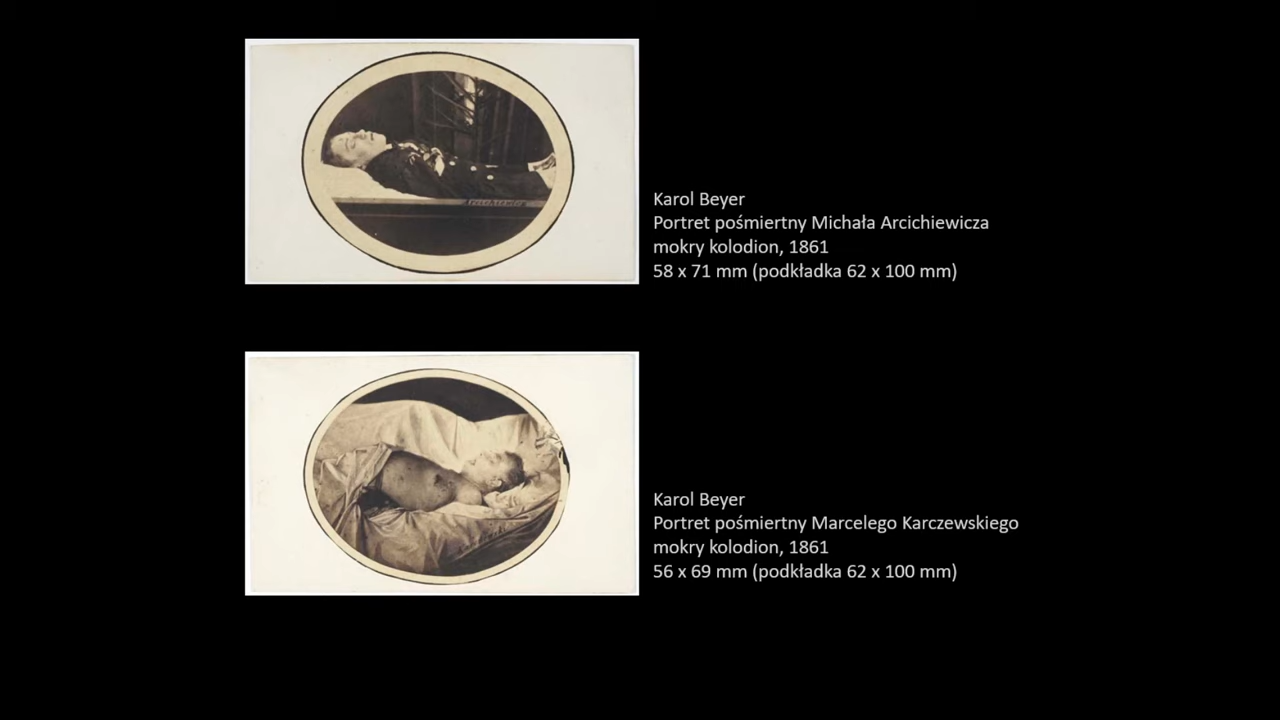 Karol Beyer
Portret pośmiertny Michała Arcichiewicza
mokry kolodion, 1861
58 x 71 mm (podkładka 62 x 100 mm)
Karol Beyer
Portret pośmiertny Marcelego Karczewskiego
mokry kolodion, 1861
56 x 69 mm (podkładka 62 x 100 mm)